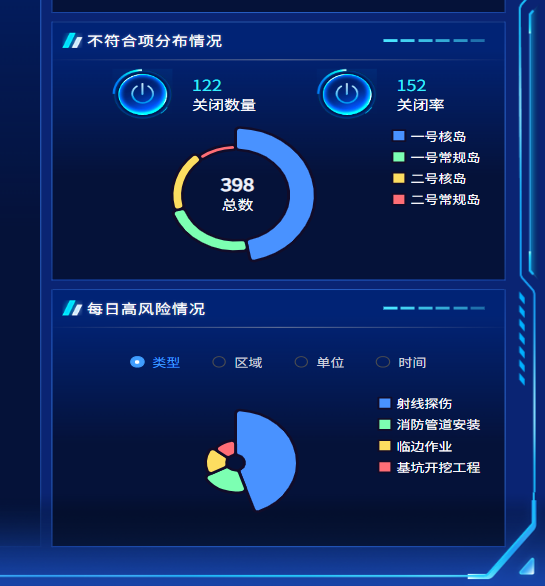 不符合项分布情况
122
关闭数量
152
关闭率
一号核岛
一号常规岛
二号核岛
二号常规岛
398
总数
每日高风险情况
类型 区域 单位 时间
射线探伤
消防管道安装
临边作业
基坑开挖工程